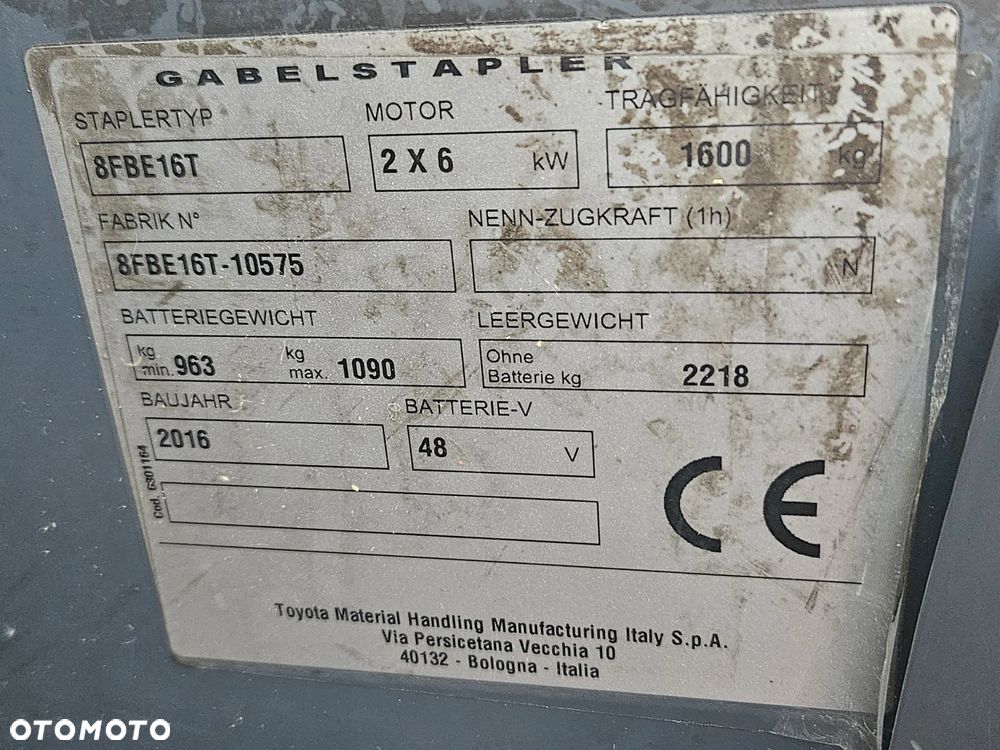 GABELSTAPLER
STAPLERTYP MOTOR TRAGFÄHIGKEIT
8FBE16T 2 X 6 kW 1600 kg
FABRIK N° NENN-ZUGKRAFT (1h)
8FBE16T-10575 N
BATTERIEGEWICHT LEERGEWICHT
kg min. 963 kg max. 1090 Ohne Batterie kg 2218
BAUJAHR BATTERIE-V
2016 48 V
Cod. 6301164
CE
Toyota Material Handling Manufacturing Italy S.p.A.
Via Persicetana Vecchia 10
40132 - Bologna - Italia
OTOMOTO